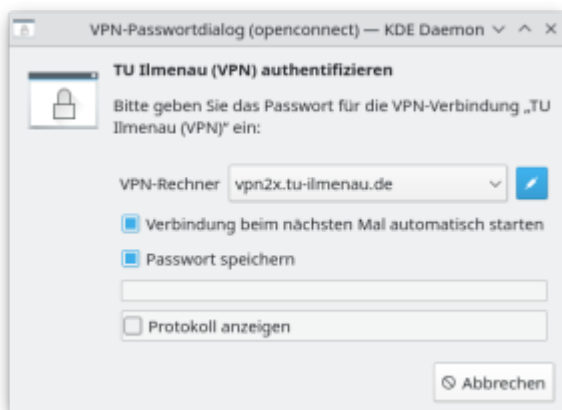 VPN-Passwortdialog (openconnect) — KDE Daemon
TU Ilmenau (VPN) authentifizieren
Bitte geben Sie das Passwort für die VPN-Verbindung „TU
Ilmenau (VPN)“ ein:
VPN-Rechner vpn2x.tu-ilmenau.de
Verbindung beim nächsten Mal automatisch starten
Passwort speichern
Protokoll anzeigen
Abbrechen